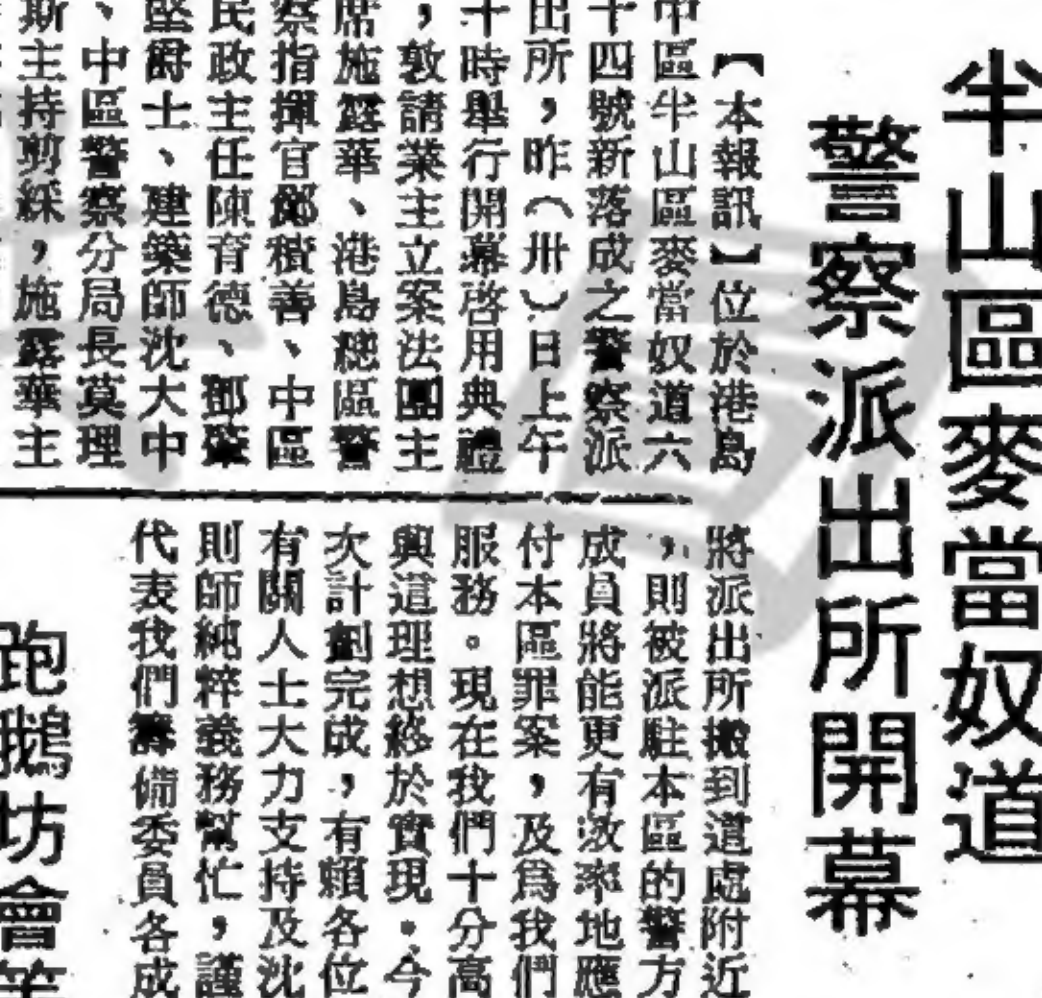 半山區麥當奴道
警察派出所開幕
【本報訊】位於港島
中區半山區麥當奴道六
十四號新落成之警察派
出所,昨(卅)日上午
十時舉行開幕啓用典禮
,敦請業主立案法團主
席施露華、港島總區警
察指揮官鄭積善、中區
民政主任陳育德、鄧肇
堅爵士、建築師沈大中
、中區警察分局長莫理
斯主持剪綵,施露華主
將派出所搬到這處附近
,則被派駐本區的警方
成員將能更有效率地應
付本區罪案,及爲我們
服務。現在我們十分高
興這理想終於實現。今
次計劃完成,有賴各位
有關人士大力支持及沈
則師純粹義務幫忙,謹
代表我們籌備委員各成
跑鵝坊會